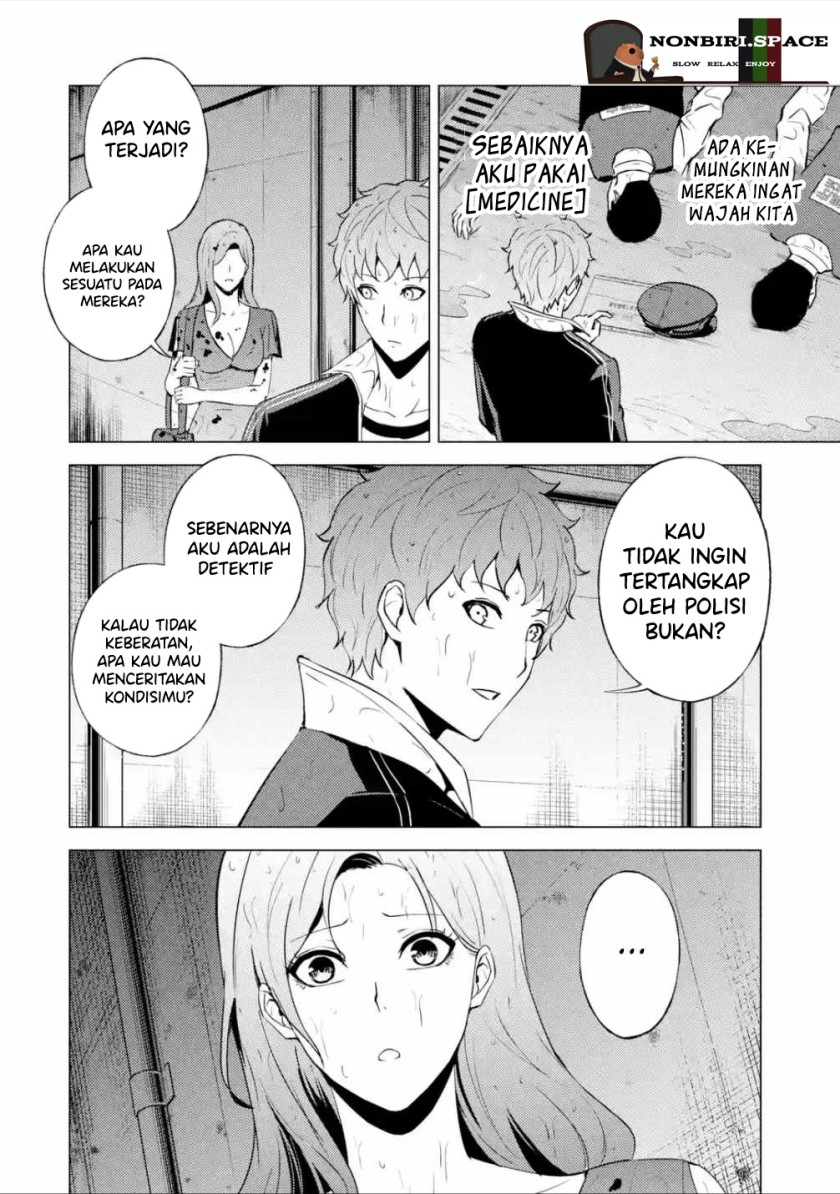 NONBIRI.SPACE
SLOW RELAX ENJOY
ADA KE-
MUNGKINAN
MEREKA INGAT
WAJAH KITA
SEBAIKNYA
AKU PAKAI
[MEDICINE]
APA YANG
TERJADI?
APA KAU
MELAKUKAN
SESUATU PADA
MEREKA?
KAU
TIDAK INGIN
TERTANGKAP
OLEH POLISI
BUKAN?
SEBENARNYA
AKU ADALAH
DETEKTIF
KALAU TIDAK
KEBERATAN,
APA KAU MAU
MENCERITAKAN
KONDISIMU?
...